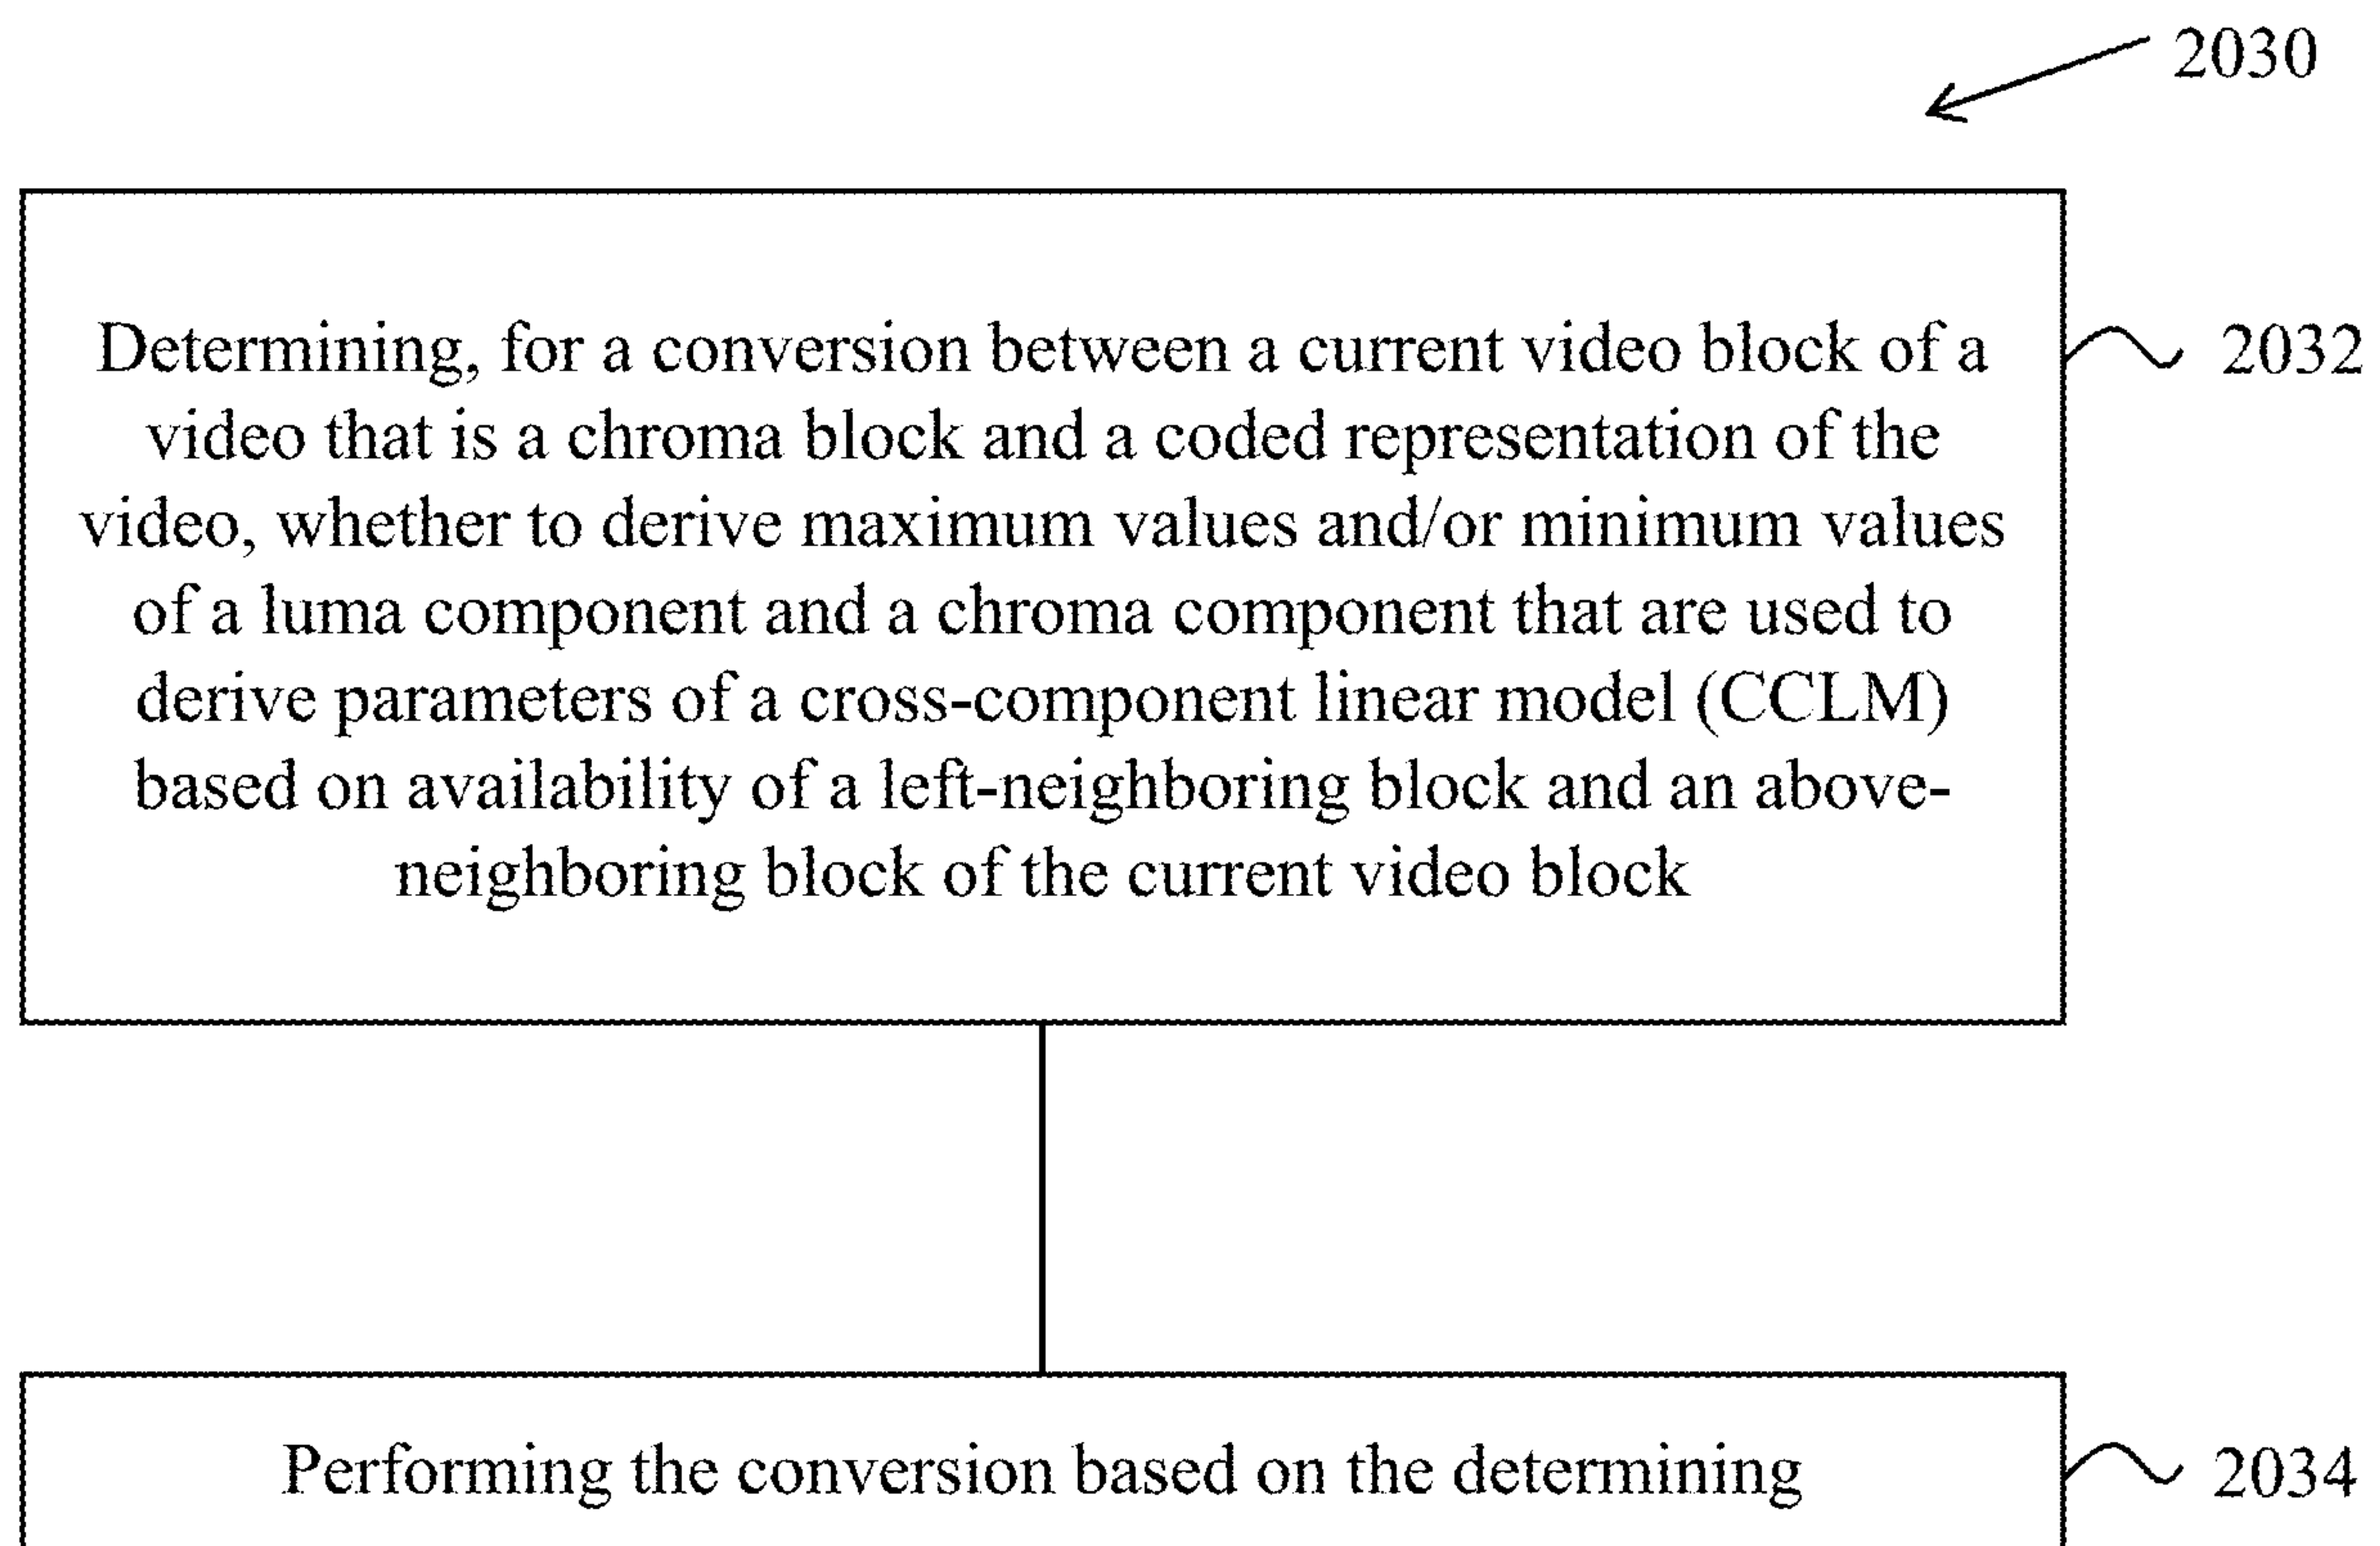 2030
Determining, for a conversion between a current video block of a
video that is a chroma block and a coded representation of the
video, whether to derive maximum values and/or minimum values
of a luma component and a chroma component that are used to
derive parameters of a cross-component linear model (CCLM)
based on availability of a left-neighboring block and an above-
neighboring block of the current video block
2032
Performing the conversion based on the determining
2034